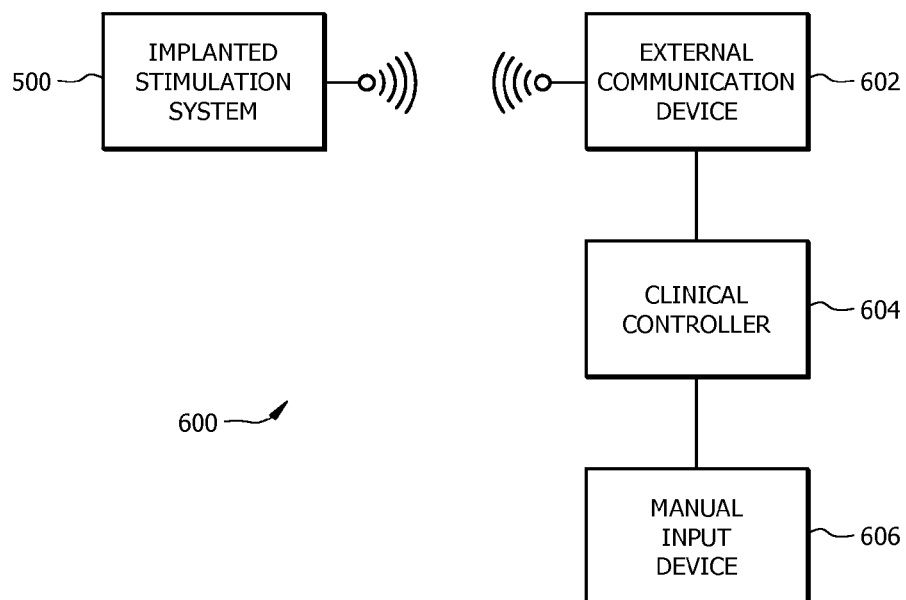 500
IMPLANTED
STIMULATION
SYSTEM
EXTERNAL
COMMUNICATION
DEVICE
602
CLINICAL
CONTROLLER
604
600
MANUAL
INPUT
DEVICE
606